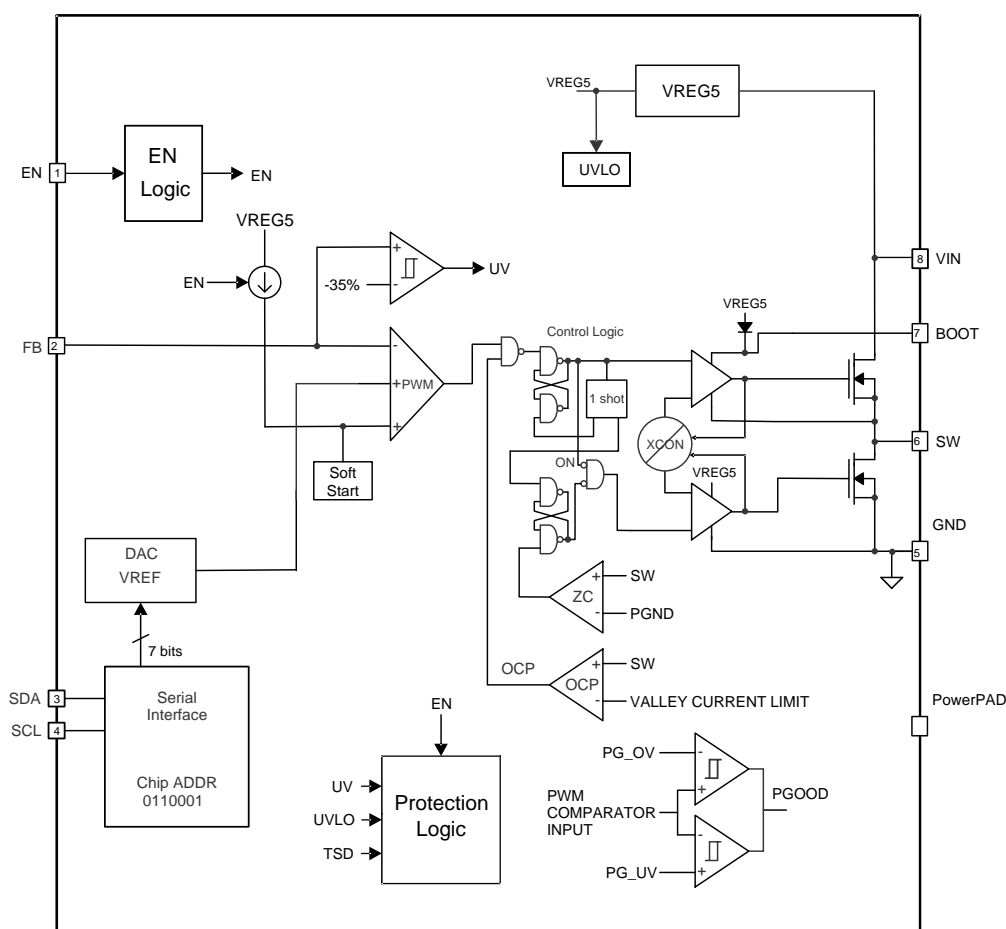 VREG5
VREG5
UVLO
EN
1
EN
Logic
EN
VREG5
EN
+
-
-35%
UV
8
VIN
VREG5
7
BOOT
FB
2
-
+PWM
+
Control Logic
1 shot
XCON
6
SW
Soft
Start
ON
VREG5
GND
5
DAC
VREF
7 bits
ZC
+
-
SW
PGND
SDA
3
SCL
4
Serial
Interface
Chip ADDR
0110001
OCP
OCP
+
-
SW
VALLEY CURRENT LIMIT
PowerPAD
EN
UV
UVLO
TSD
Protection
Logic
PG_OV
-
+
PWM
COMPARATOR
INPUT
PGOOD
-
+
PG_UV